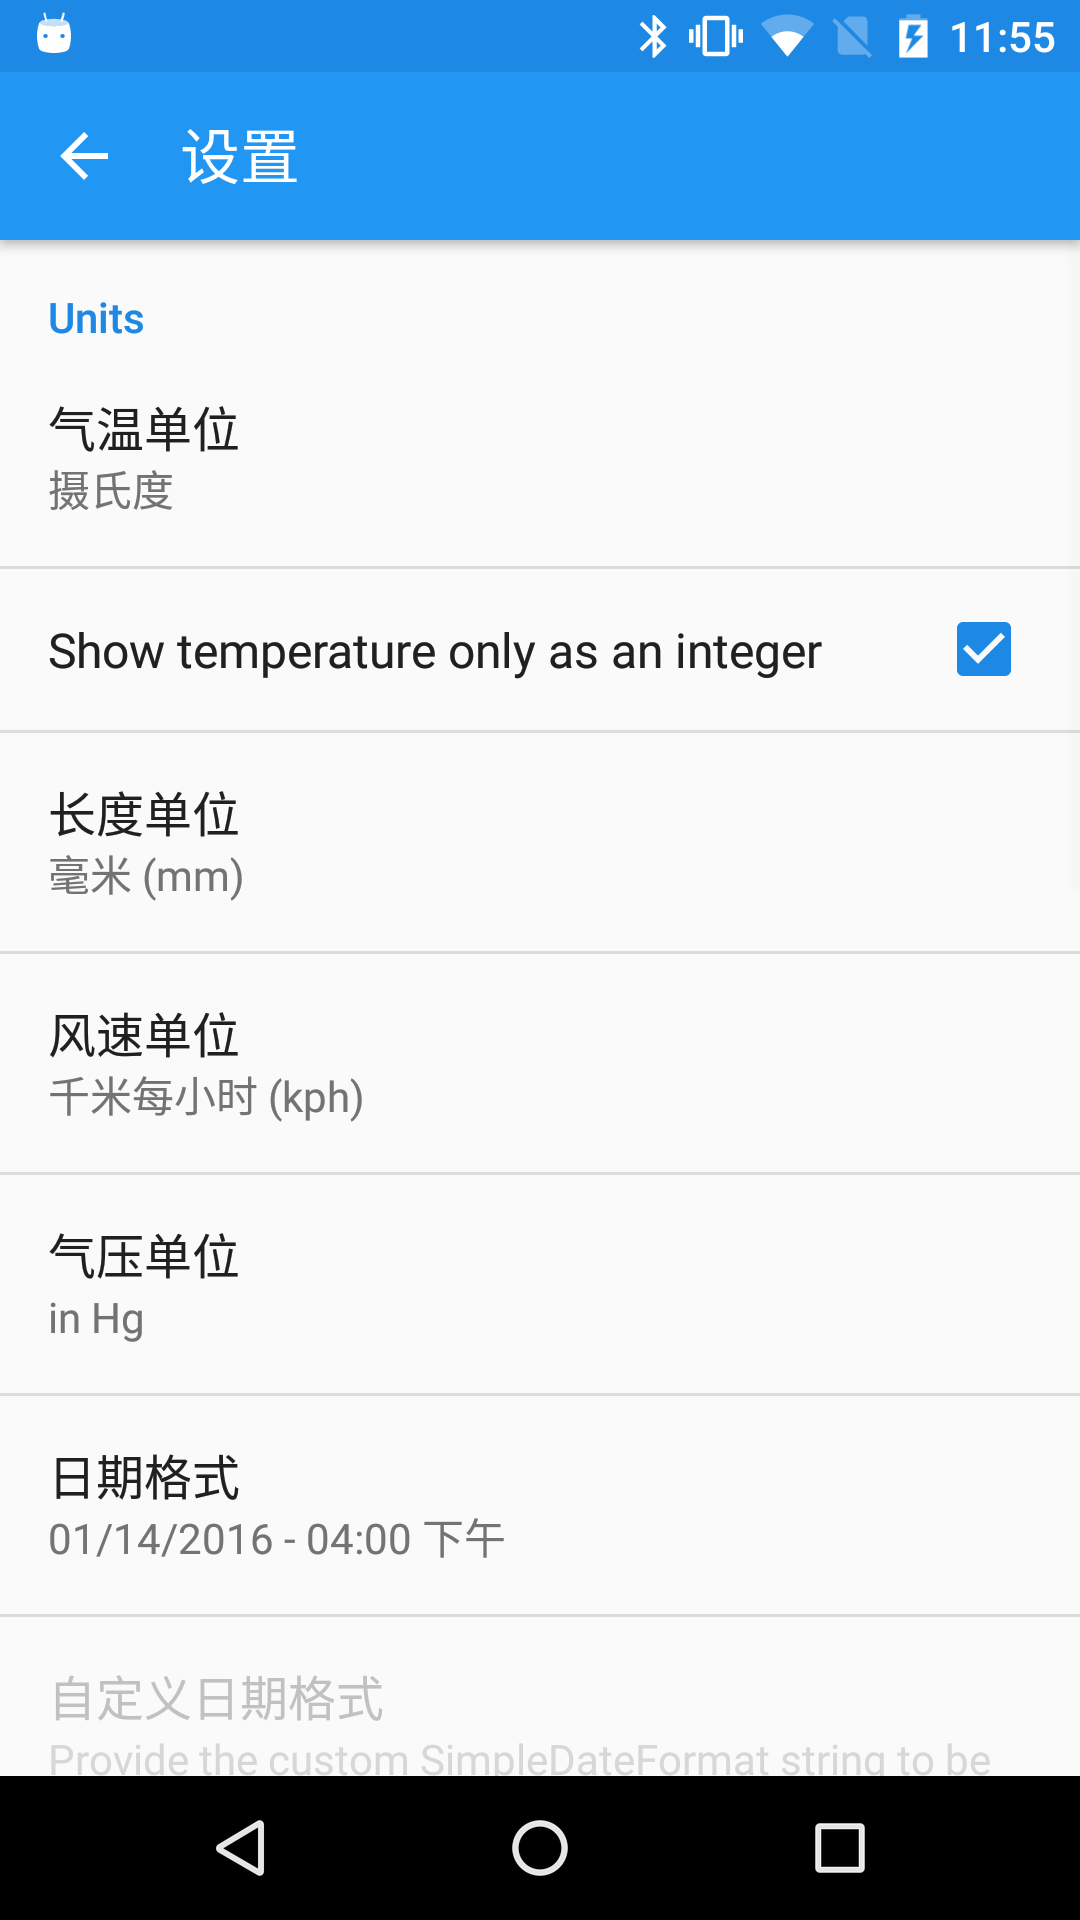 11:55
设置
Units
气温单位
摄氏度
Show temperature only as an integer
长度单位
毫米 (mm)
风速单位
千米每小时 (kph)
气压单位
in Hg
日期格式
01/14/2016 - 04:00 下午
自定义日期格式
Provide the custom SimpleDateFormat string to be